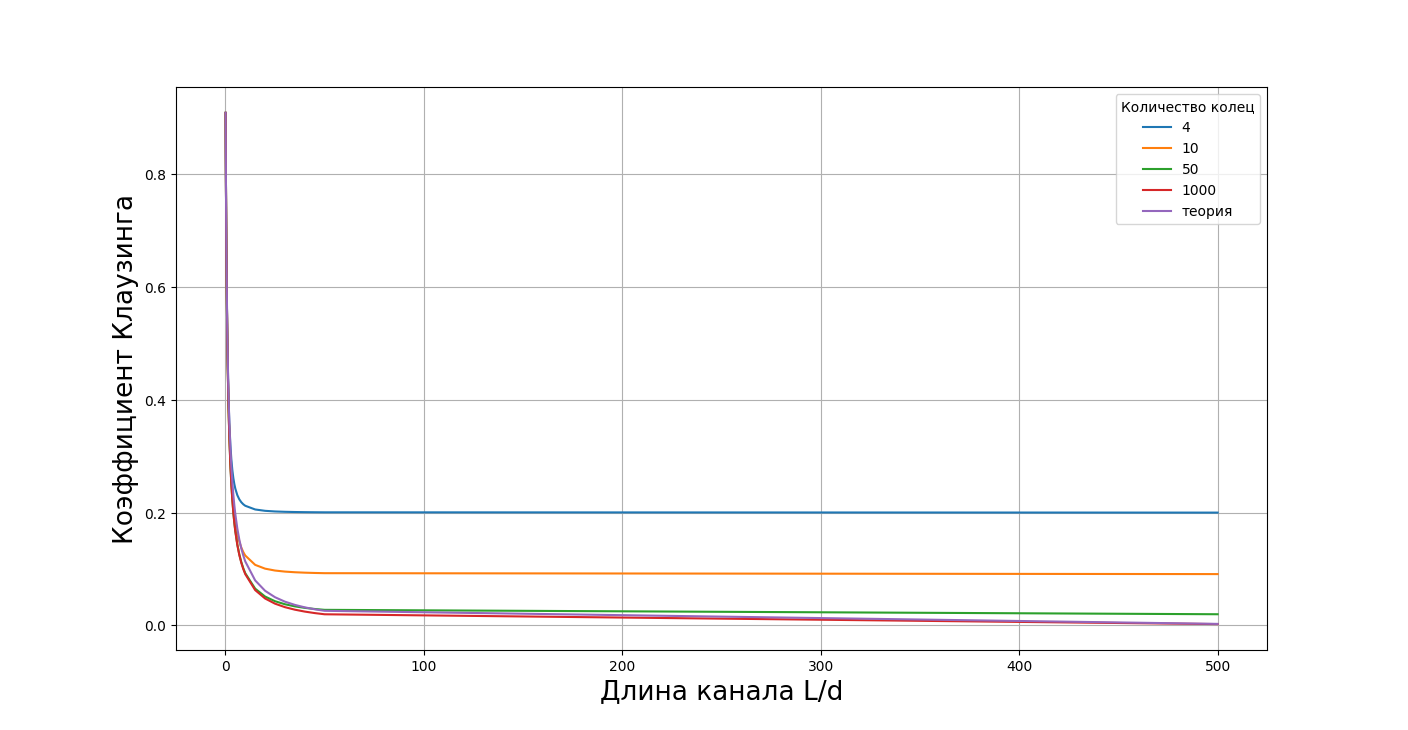 Количество колец
4
10
50
1000
теория
Коэффициент Клаузинга
0.8
0.6
0.4
0.2
0.0
0 100 200 300 400 500
Длина канала L/d